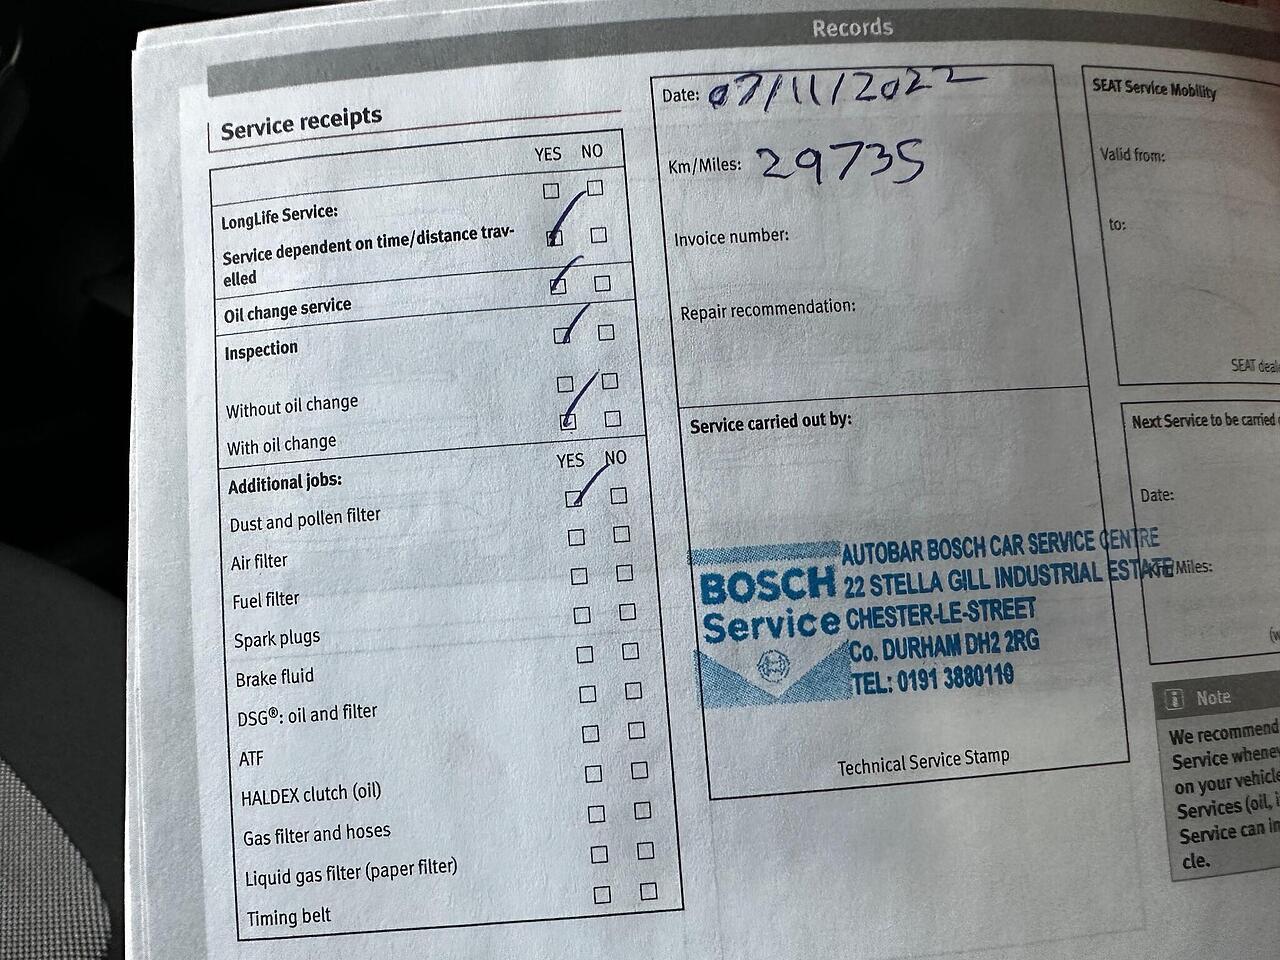 Records
Service receipts
YES NO
LongLife Service:
Service dependent on time/distance trav-
elled
Oil change service
Inspection
Without oil change
With oil change
Additional jobs:
YES NO
Dust and pollen filter
Air filter
Fuel filter
Spark plugs
Brake fluid
DSG®: oil and filter
ATF
HALDEX clutch (oil)
Gas filter and hoses
Liquid gas filter (paper filter)
Timing belt
Date: 07/11/2022
Km/Miles: 29735
Invoice number:
Repair recommendation:
Service carried out by:
BOSCH
Service
AUTOBAR BOSCH CAR SERVICE CENTRE
22 STELLA GILL INDUSTRIAL ESTATE
CHESTER-LE-STREET
Co. DURHAM DH2 2RG
TEL: 0191 3880110
Technical Service Stamp
SEAT Service Mobility
Valid from:
to:
SEAT
Next Service to be carried
Date:
Miles:
Note
We recommend
Service
on your
Services (oil,
Service can
cle.